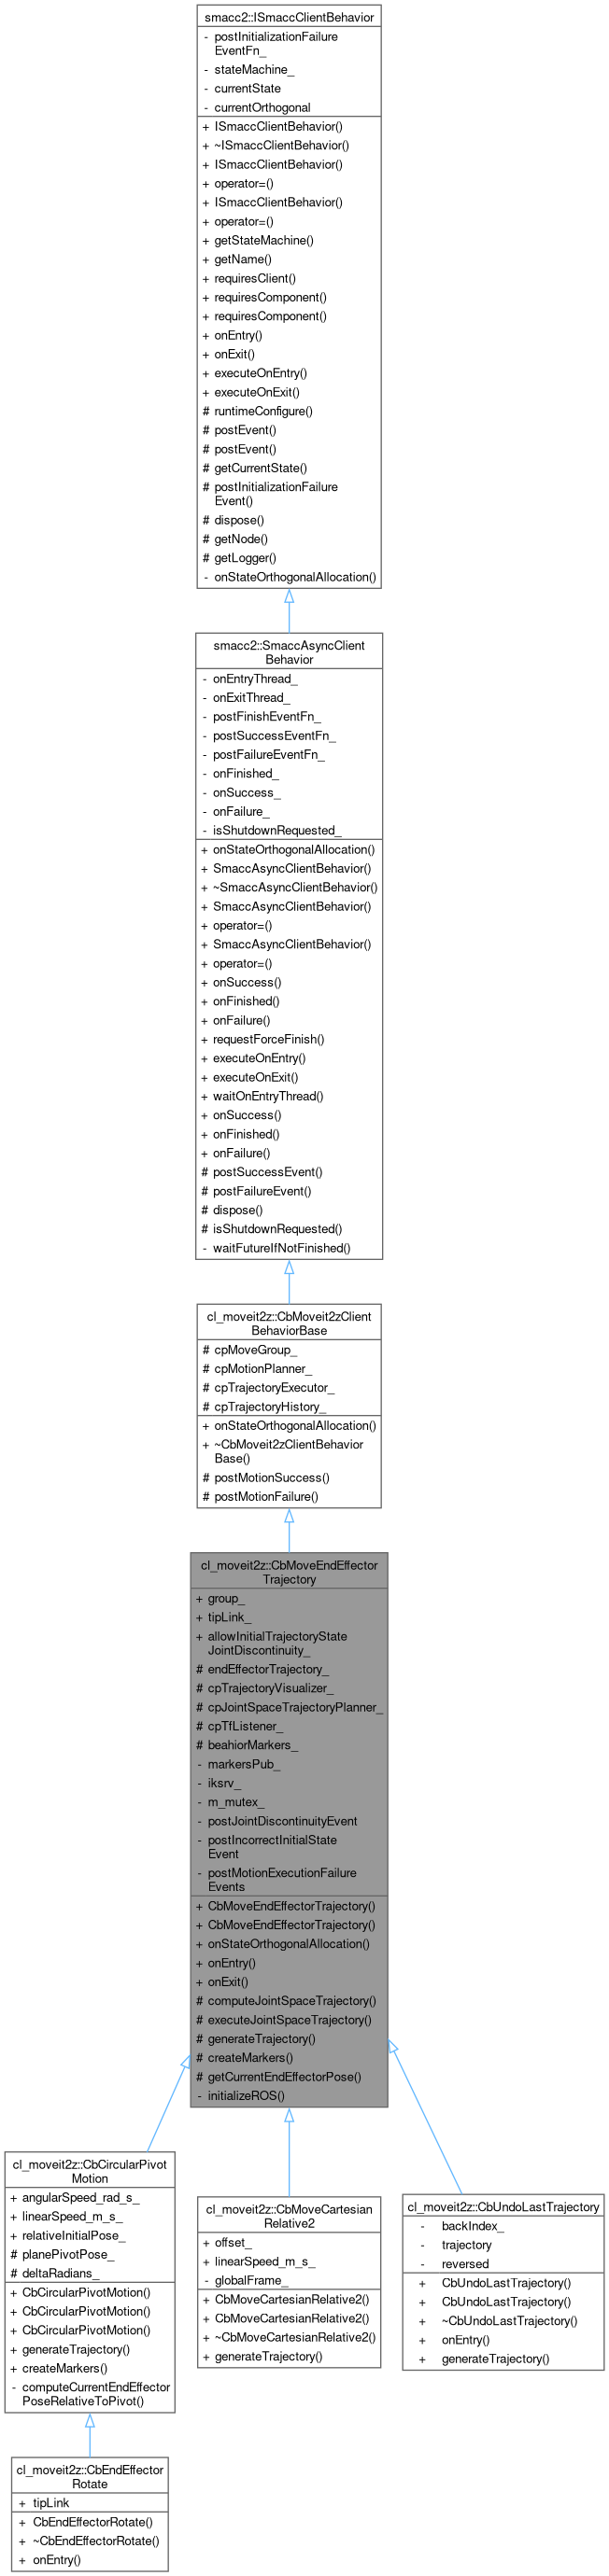 smacc2::ISmaccClientBehavior
- postInitializationFailure
EventFn_
- stateMachine_
- currentState
- currentOrthogonal
+ ISmaccClientBehavior()
+ ~ISmaccClientBehavior()
+ ISmaccClientBehavior()
+ operator=()
+ ISmaccClientBehavior()
+ operator=()
+ getStateMachine()
+ getName()
+ requiresClient()
+ requiresComponent()
+ requiresComponent()
+ onEntry()
+ onExit()
+ executeOnEntry()
+ executeOnExit()
# runtimeConfigure()
# postEvent()
# postEvent()
# getCurrentState()
# postInitializationFailure
Event()
# dispose()
# getNode()
# getLogger()
- onStateOrthogonalAllocation()
smacc2::SmaccAsyncClient
Behavior
- onEntryThread_
- onExitThread_
- postFinishEventFn_
- postSuccessEventFn_
- postFailureEventFn_
- onFinished_
- onSuccess_
- onFailure_
- isShutdownRequested_
+ onStateOrthogonalAllocation()
+ SmaccAsyncClientBehavior()
+ ~SmaccAsyncClientBehavior()
+ SmaccAsyncClientBehavior()
+ operator=()
+ SmaccAsyncClientBehavior()
+ operator=()
+ onSuccess()
+ onFinished()
+ onFailure()
+ requestForceFinish()
+ executeOnEntry()
+ executeOnExit()
+ waitOnEntryThread()
+ onSuccess()
+ onFinished()
+ onFailure()
# postSuccessEvent()
# postFailureEvent()
# dispose()
# isShutdownRequested()
- waitFutureIfNotFinished()
cl_moveit2z::CbMoveit2zClient
BehaviorBase
# cpMoveGroup_
# cpMotionPlanner_
# cpTrajectoryExecutor_
# cpTrajectoryHistory_
+ onStateOrthogonalAllocation()
+ ~CbMoveit2zClientBehavior
Base()
# postMotionSuccess()
# postMotionFailure()
cl_moveit2z::CbMoveEndEffector
Trajectory
+ group_
+ tipLink_
+ allowInitialTrajectoryState
JointDiscontinuity_
# endEffectorTrajectory_
# cpTrajectoryVisualizer_
# cpJointSpaceTrajectoryPlanner_
# cpTfListener_
# beahiorMarkers_
- markersPub_
- iksrv_
- m_mutex_
- postJointDiscontinuityEvent
- postIncorrectInitialState
Event
- postMotionExecutionFailure
Events
+ CbMoveEndEffectorTrajectory()
+ CbMoveEndEffectorTrajectory()
+ onStateOrthogonalAllocation()
+ onEntry()
+ onExit()
# computeJointSpaceTrajectory()
# executeJointSpaceTrajectory()
# generateTrajectory()
# createMarkers()
# getCurrentEndEffectorPose()
- initializeROS()
cl_moveit2z::CbCircularPivot
Motion
+ angularSpeed_rad_s_
+ linearSpeed_m_s_
+ relativeInitialPose_
# planePivotPose_
# deltaRadians_
+ CbCircularPivotMotion()
+ CbCircularPivotMotion()
+ CbCircularPivotMotion()
+ generateTrajectory()
+ createMarkers()
- computeCurrentEndEffector
PoseRelativeToPivot()
cl_moveit2z::CbMoveCartesian
Relative2
+ offset_
+ linearSpeed_m_s_
- globalFrame_
+ CbMoveCartesianRelative2()
+ CbMoveCartesianRelative2()
+ ~CbMoveCartesianRelative2()
+ generateTrajectory()
cl_moveit2z::CbUndoLastTrajectory
- backIndex_
- trajectory
- reversed
+ CbUndoLastTrajectory()
+ CbUndoLastTrajectory()
+ ~CbUndoLastTrajectory()
+ onEntry()
+ generateTrajectory()
cl_moveit2z::CbEndEffector
Rotate
+ tipLink
+ CbEndEffectorRotate()
+ ~CbEndEffectorRotate()
+ onEntry()